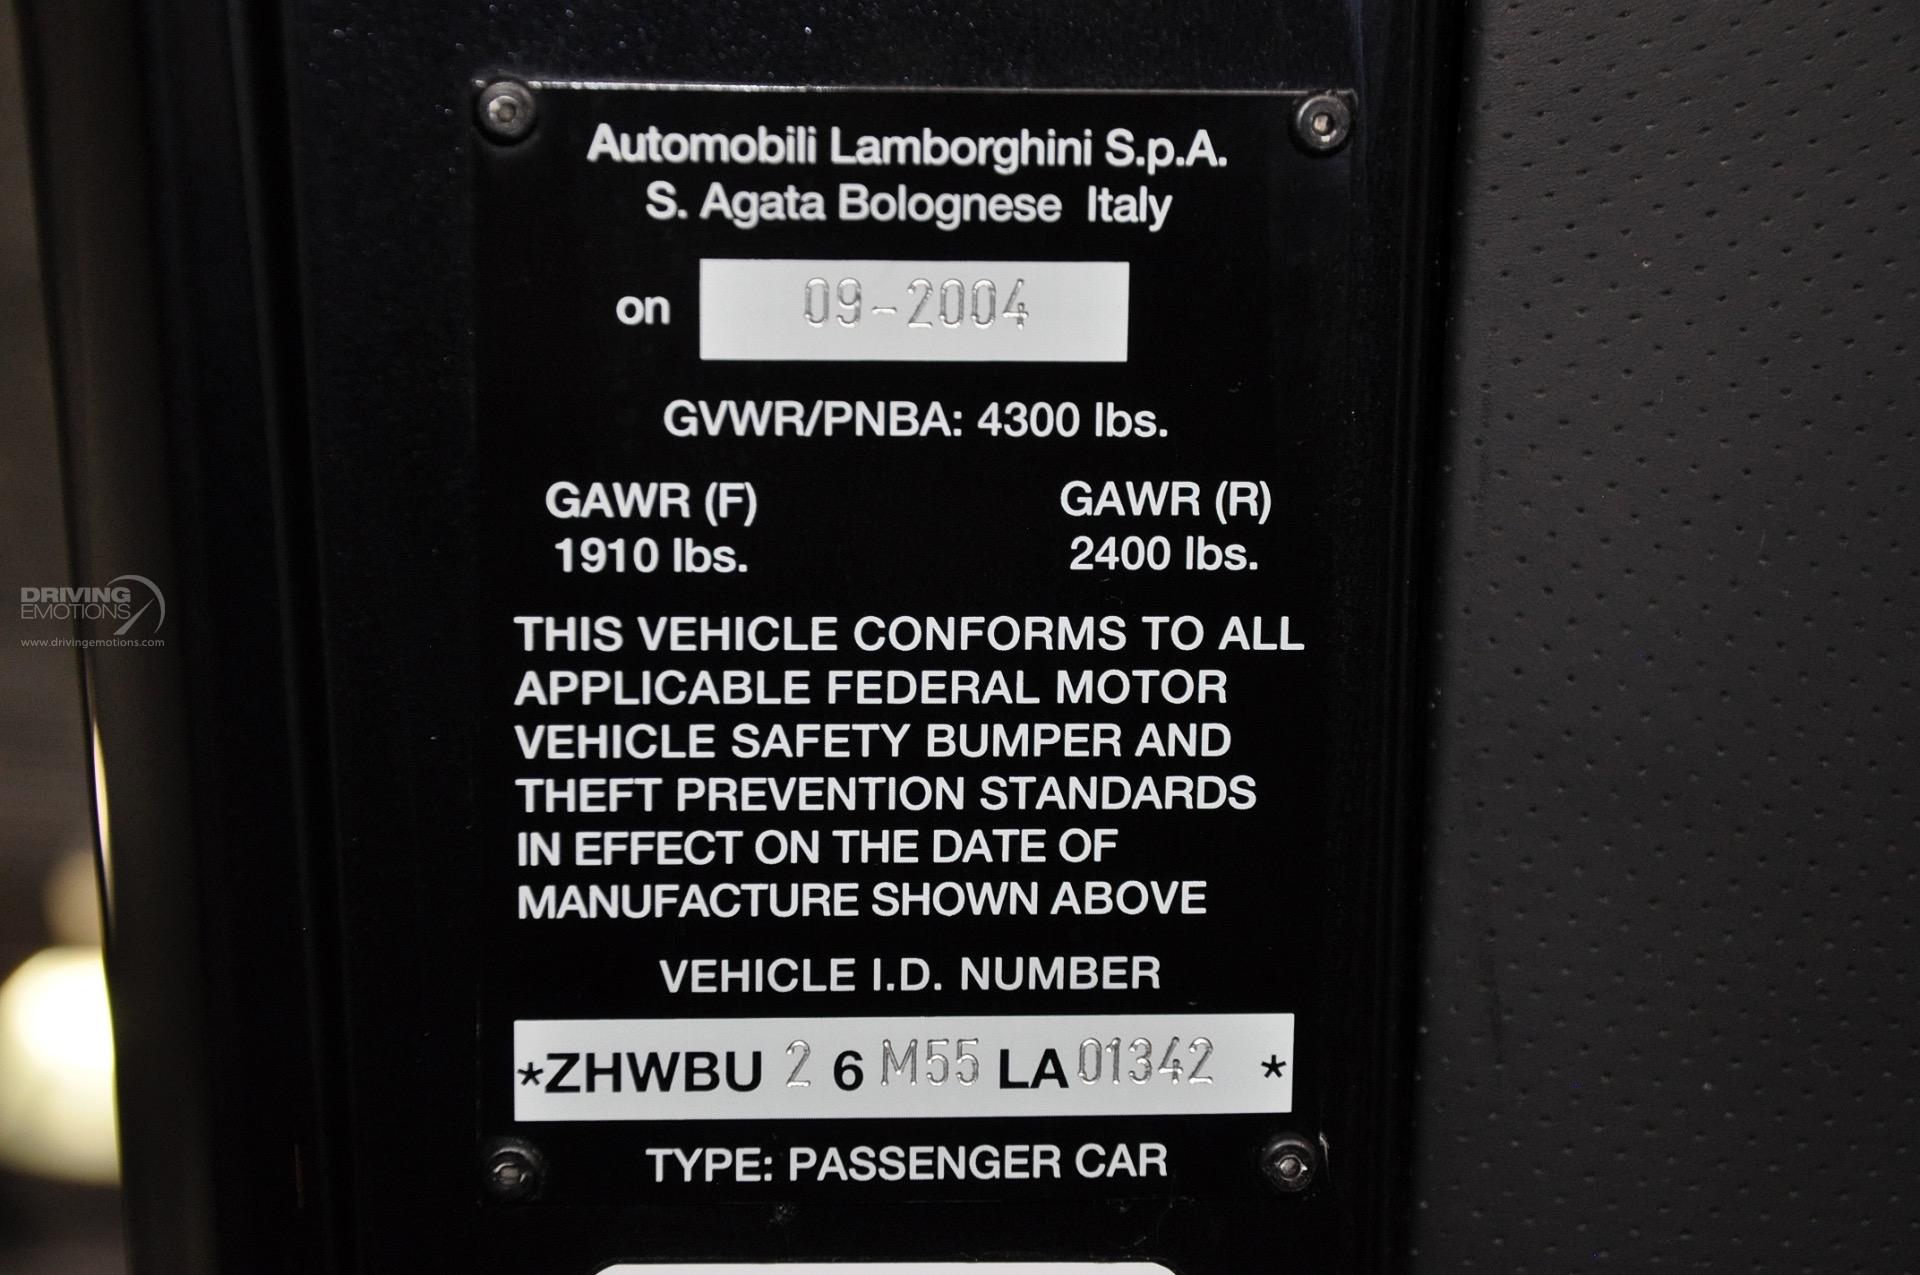 Automobili Lamborghini S.p.A.
S. Agata Bolognese Italy
on 09-2004
GVWR/PNBA: 4300 lbs.
GAWR (F) GAWR (R)
1910 lbs. 2400 lbs.
THIS VEHICLE CONFORMS TO ALL
APPLICABLE FEDERAL MOTOR
VEHICLE SAFETY BUMPER AND
THEFT PREVENTION STANDARDS
IN EFFECT ON THE DATE OF
MANUFACTURE SHOWN ABOVE
VEHICLE I.D. NUMBER
*ZHWBU 2 6 M55 LA 01342 *
TYPE: PASSENGER CAR
DRIVING
EMOTIONS
www.drivingemotions.com